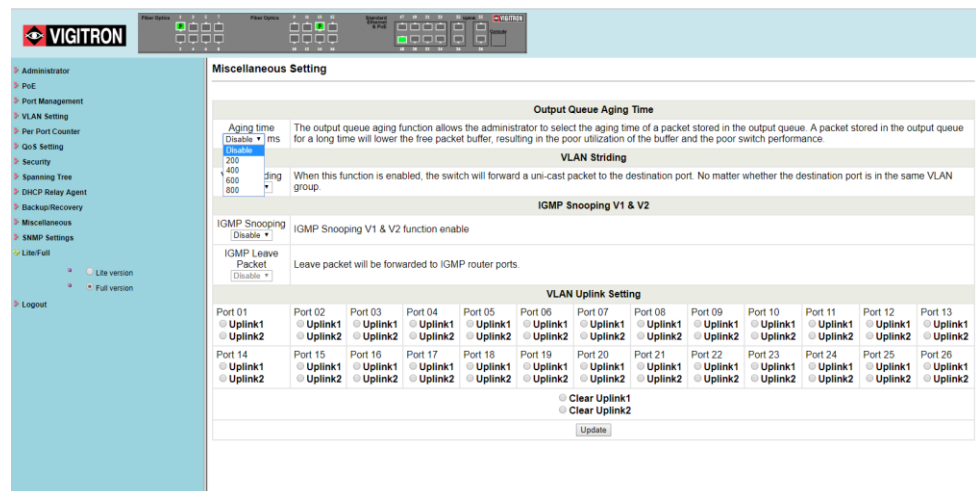 VIGITRON
Fiber Optics
Fiber Optics
Standard Ethernet & PoE
VIGITRON
Console
Administrator
PoE
Port Management
VLAN Setting
Per Port Counter
QoS Setting
Security
Spanning Tree
DHCP Relay Agent
Backup/Recovery
Miscellaneous
SNMP Settings
Lite/Full
Lite version
Full version
Logout
Miscellaneous Setting
Output Queue Aging Time
Aging time
Disable ms
Disable
200
400
600
800
The output queue aging function allows the administrator to select the aging time of a packet stored in the output queue. A packet stored in the output queue
for a long time will lower the free packet buffer, resulting in the poor utilization of the buffer and the poor switch performance.
VLAN Striding
When this function is enabled, the switch will forward a uni-cast packet to the destination port. No matter whether the destination port is in the same VLAN
group.
IGMP Snooping V1 & V2
IGMP Snooping
Disable
IGMP Snooping V1 & V2 function enable
IGMP Leave
Packet
Disable
Leave packet will be forwarded to IGMP router ports.
VLAN Uplink Setting
Port 01 Port 02 Port 03 Port 04 Port 05 Port 06 Port 07 Port 08 Port 09 Port 10 Port 11 Port 12 Port 13
Uplink1 Uplink1 Uplink1 Uplink1 Uplink1 Uplink1 Uplink1 Uplink1 Uplink1 Uplink1 Uplink1 Uplink1 Uplink1
Uplink2 Uplink2 Uplink2 Uplink2 Uplink2 Uplink2 Uplink2 Uplink2 Uplink2 Uplink2 Uplink2 Uplink2 Uplink2
Port 14 Port 15 Port 16 Port 17 Port 18 Port 19 Port 20 Port 21 Port 22 Port 23 Port 24 Port 25 Port 26
Uplink1 Uplink1 Uplink1 Uplink1 Uplink1 Uplink1 Uplink1 Uplink1 Uplink1 Uplink1 Uplink1 Uplink1 Uplink1
Uplink2 Uplink2 Uplink2 Uplink2 Uplink2 Uplink2 Uplink2 Uplink2 Uplink2 Uplink2 Uplink2 Uplink2 Uplink2
Clear Uplink1
Clear Uplink2
Update